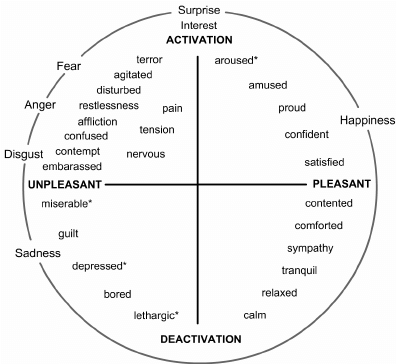 Surprise
Interest
ACTIVATION
terror
aroused*
Fear
agitated
amused
disturbed
Anger
restlessness
pain
proud
affliction
Happiness
confused
tension
confident
Disgust
contempt
nervous
embarassed
satisfied
UNPLEASANT
PLEASANT
miserable*
contented
comforted
guilt
sympathy
Sadness
depressed*
tranquil
bored
relaxed
lethargic*
calm
DEACTIVATION